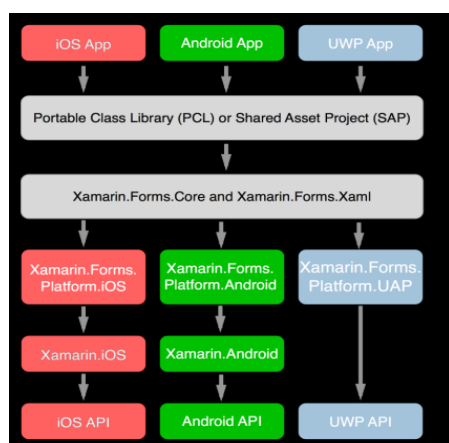 iOS App
Android App
UWP App
Portable Class Library (PCL) or Shared Asset Project (SAP)
Xamarin.Forms.Core and Xamarin.Forms.Xaml
Xamarin.Forms.
Platform.iOS
Xamarin.Forms.
Platform.Android
Xamarin.Forms.
Platform.UAP
Xamarin.iOS
Xamarin.Android
iOS API
Android API
UWP API